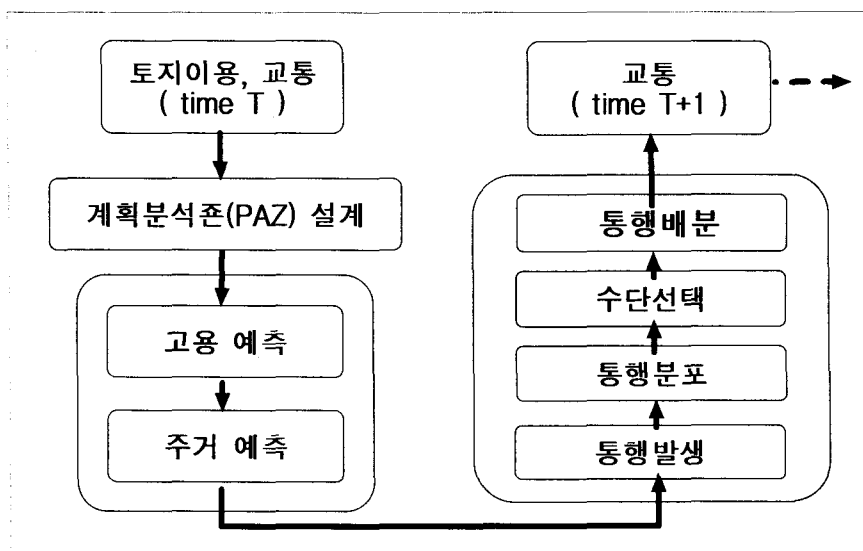 토지이용, 교통
( time T )
계획분석죤(PAZ) 설계
고용 예측
주거 예측
교통
( time T+1 )
통행배분
수단선택
통행분포
통행발생